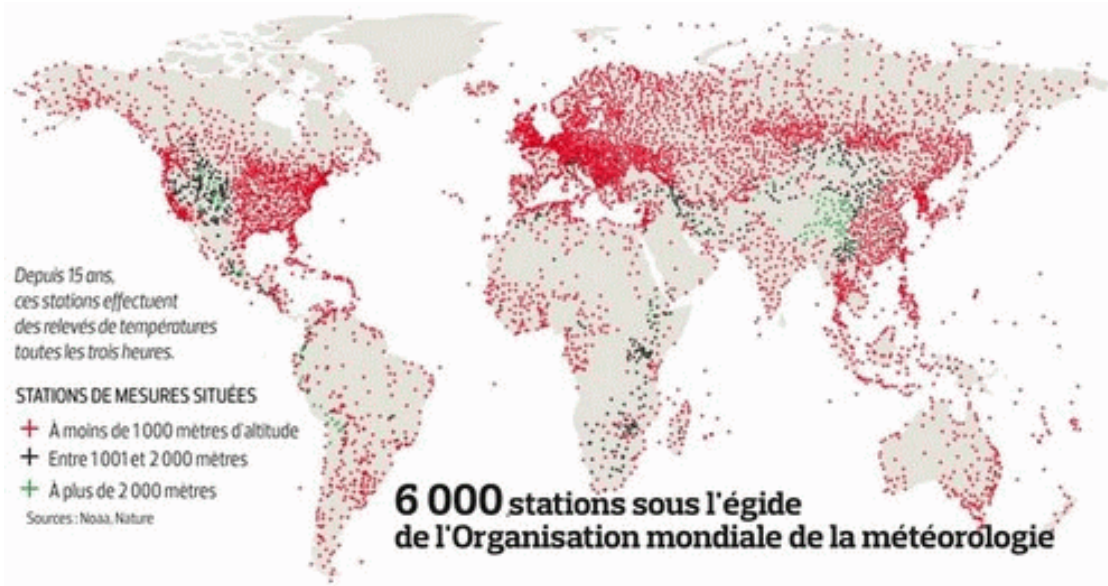 Depuis 15 ans,
ces stations effectuent
des relevés de températures
toutes les trois heures.
STATIONS DE MESURES SITUÉES
À moins de 1 000 mètres d'altitude
Entre 1 001 et 2 000 mètres
À plus de 2 000 mètres
Sources : Noaa, Nature
6 000 stations sous l'égide
de l'Organisation mondiale de la météorologie